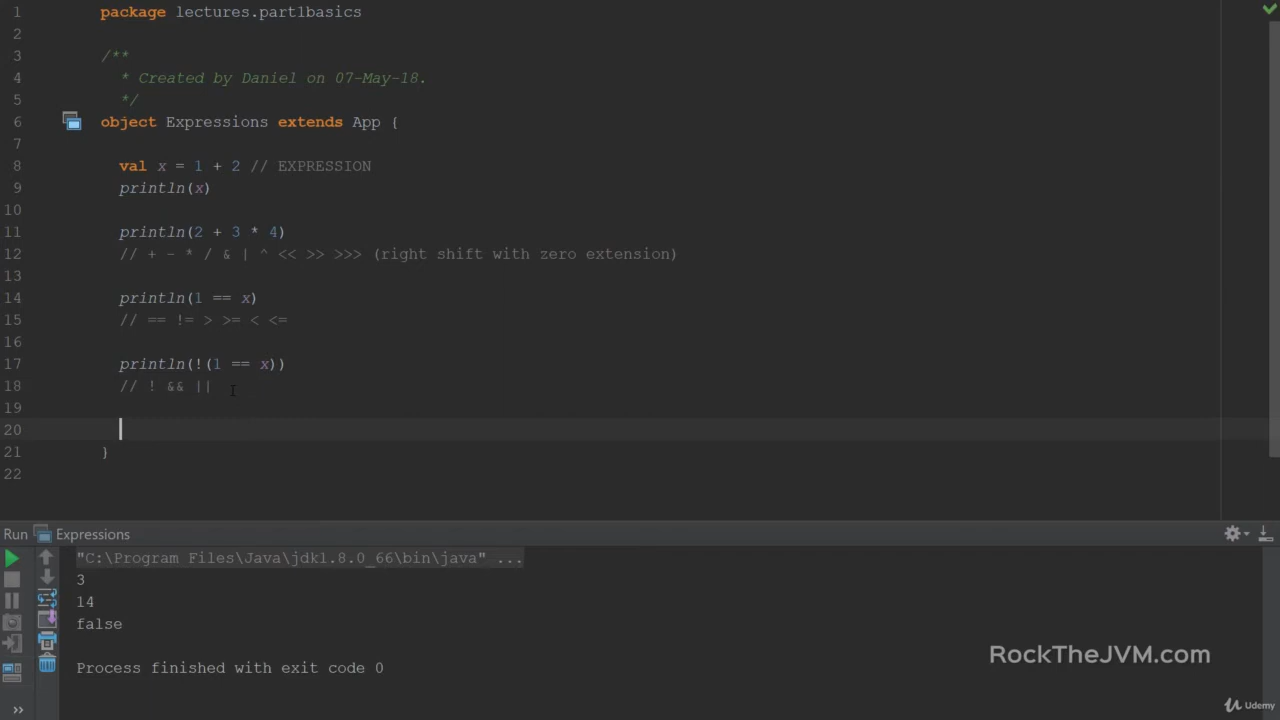 1 package lectures.part1basics
2
3 /**
4 * Created by Daniel on 07-May-18.
5 */
6 object Expressions extends App {
7
8 val x = 1 + 2 // EXPRESSION
9 println(x)
10
11 println(2 + 3 * 4)
12 // + - * / & | ^ << >> >>> (right shift with zero extension)
13
14 println(1 == x)
15 // == != > >= < <=
16
17 println(!(1 == x))
18 // ! && ||
19
20
21 }
22
Run Expressions
"C:\Program Files\Java\jdk1.8.0_66\bin\java" ...
3
14
false
Process finished with exit code 0
RockTheJVM.com
Udemy